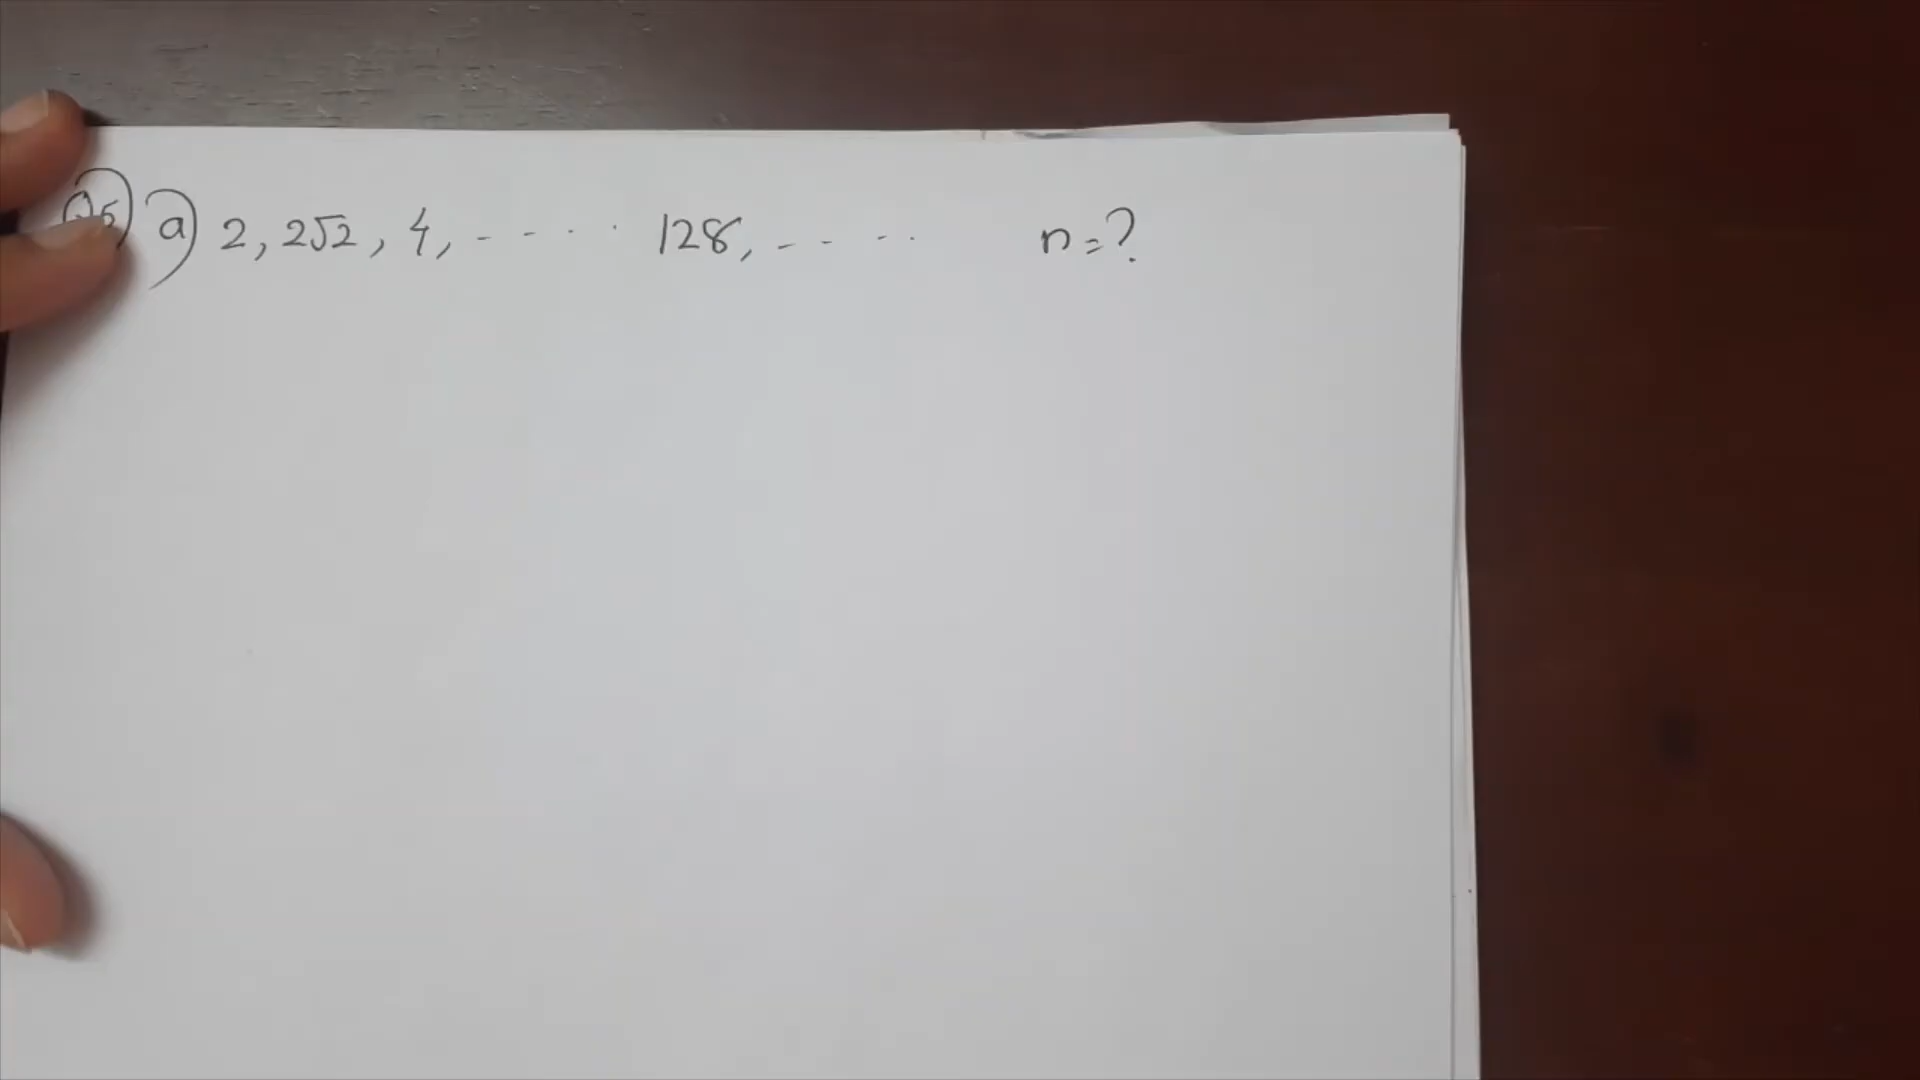 a) 2, 2√2, 4, - - - - - 128, - - - - - n=?